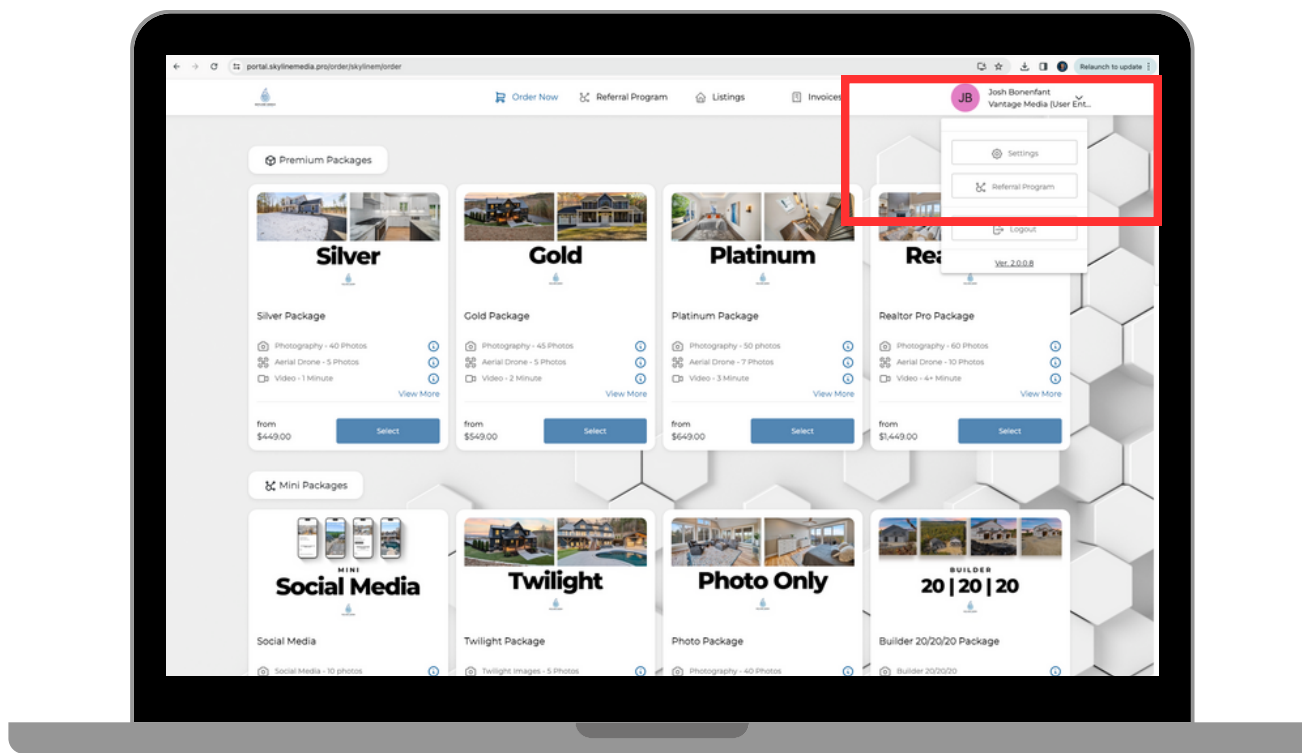 portal.skylinemedia.pro/order/skylinem/order
Relaunch to update
Order Now
Referral Program
Listings
Invoices
JB
Josh Bonenfant
Vantage Media (User Ent...
Settings
Referral Program
Logout
Ver. 2.0.0.8
Premium Packages
Silver
Silver Package
Photography - 40 Photos
Aerial Drone - 5 Photos
Video - 1 Minute
View More
from
$449.00
Select
Gold
Gold Package
Photography - 45 Photos
Aerial Drone - 5 Photos
Video - 2 Minute
View More
from
$549.00
Select
Platinum
Platinum Package
Photography - 50 photos
Aerial Drone - 7 Photos
Video - 3 Minute
View More
from
$649.00
Select
Rea
Realtor Pro Package
Photography - 60 Photos
Aerial Drone - 10 Photos
Video - 4+ Minute
View More
from
$1,449.00
Select
Mini Packages
MINI
Social Media
Social Media
Social Media - 10 photos
Twilight
Twilight Package
Twilight Images - 5 Photos
Photo Only
Photo Package
Photography - 40 Photos
BUILDER
20 | 20 | 20
Builder 20/20/20 Package
Builder 20/20/20